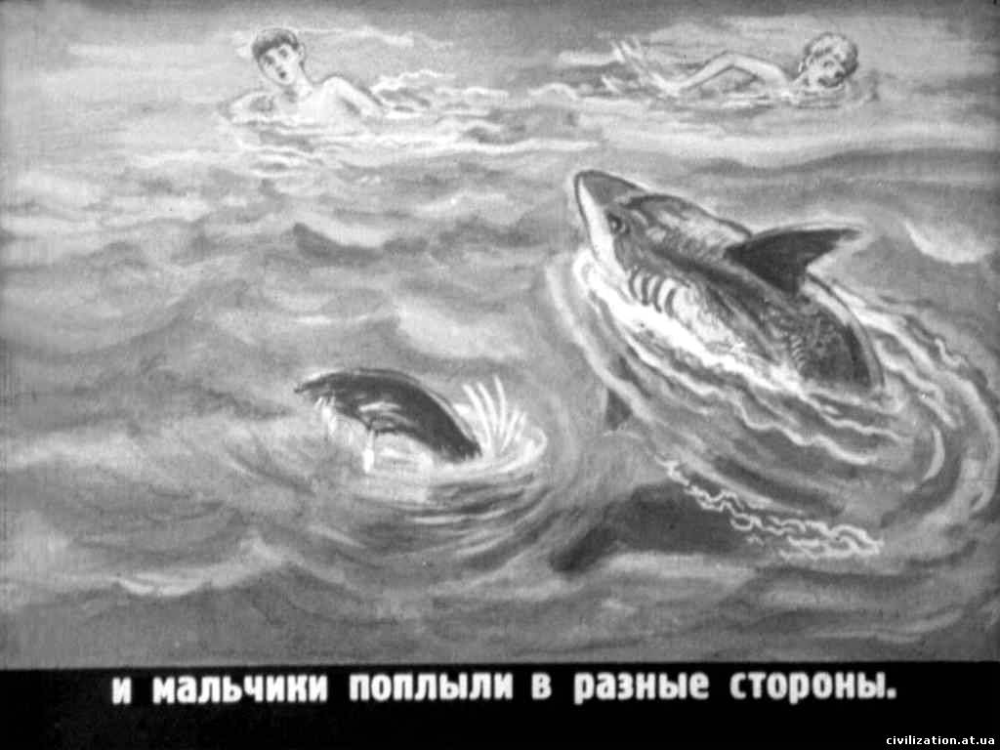 и мальчики поплыли в разные стороны.
civilization.at.ua